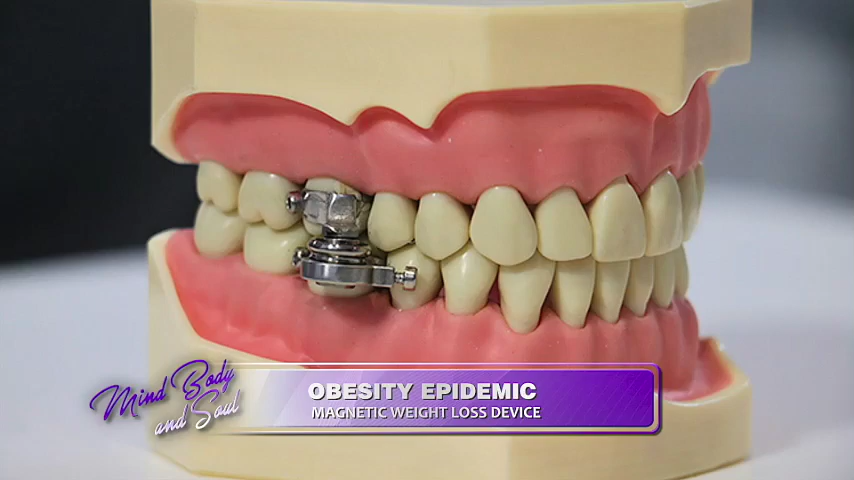 Mind Body
and Soul
OBESITY EPIDEMIC
MAGNETIC WEIGHT LOSS DEVICE